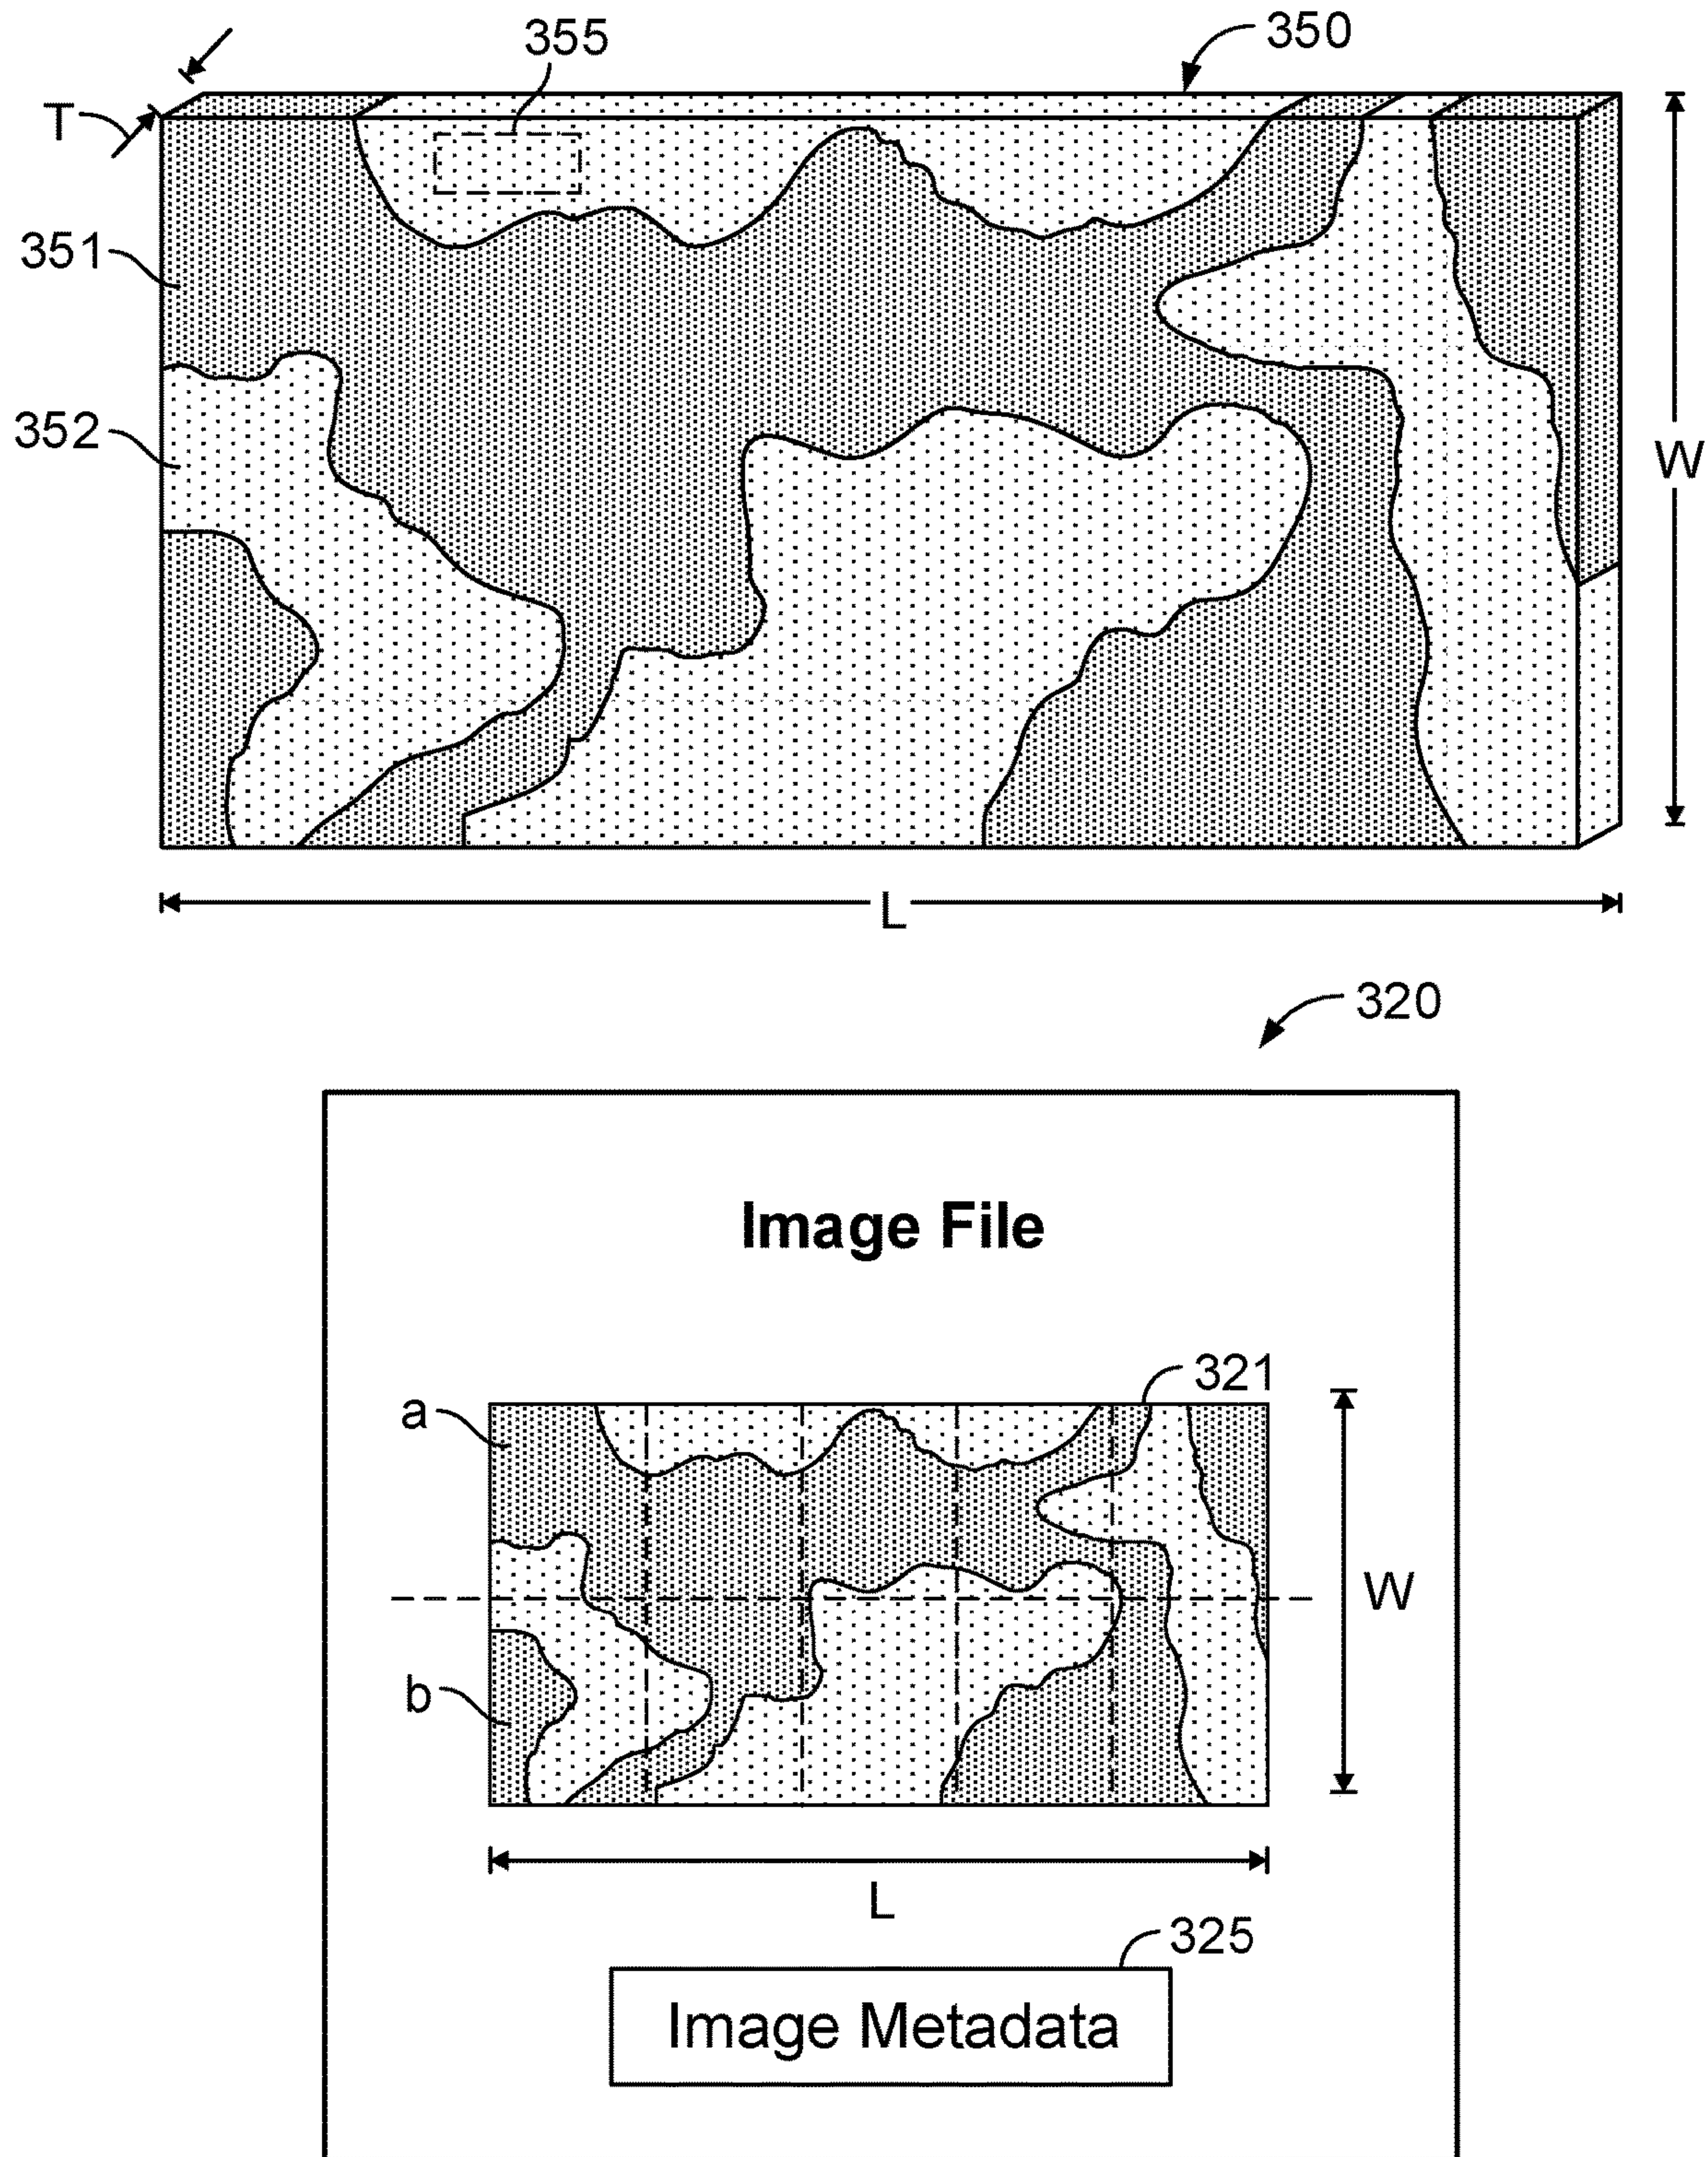 355
350
T
351
352
W
L
320
Image File
321
a
W
b
L
325
Image Metadata